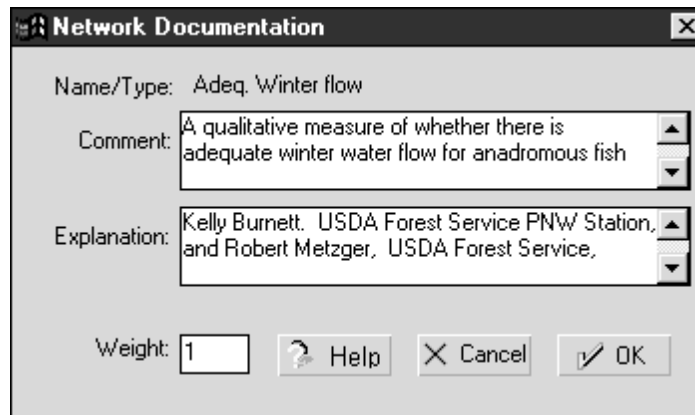 Network Documentation
Name/Type: Adeq. Winter flow
Comment: A qualitative measure of whether there is
adequate winter water flow for anadromous fish
Explanation: Kelly Burnett. USDA Forest Service PNW Station,
and Robert Metzger, USDA Forest Service,
Weight: 1 Help Cancel OK